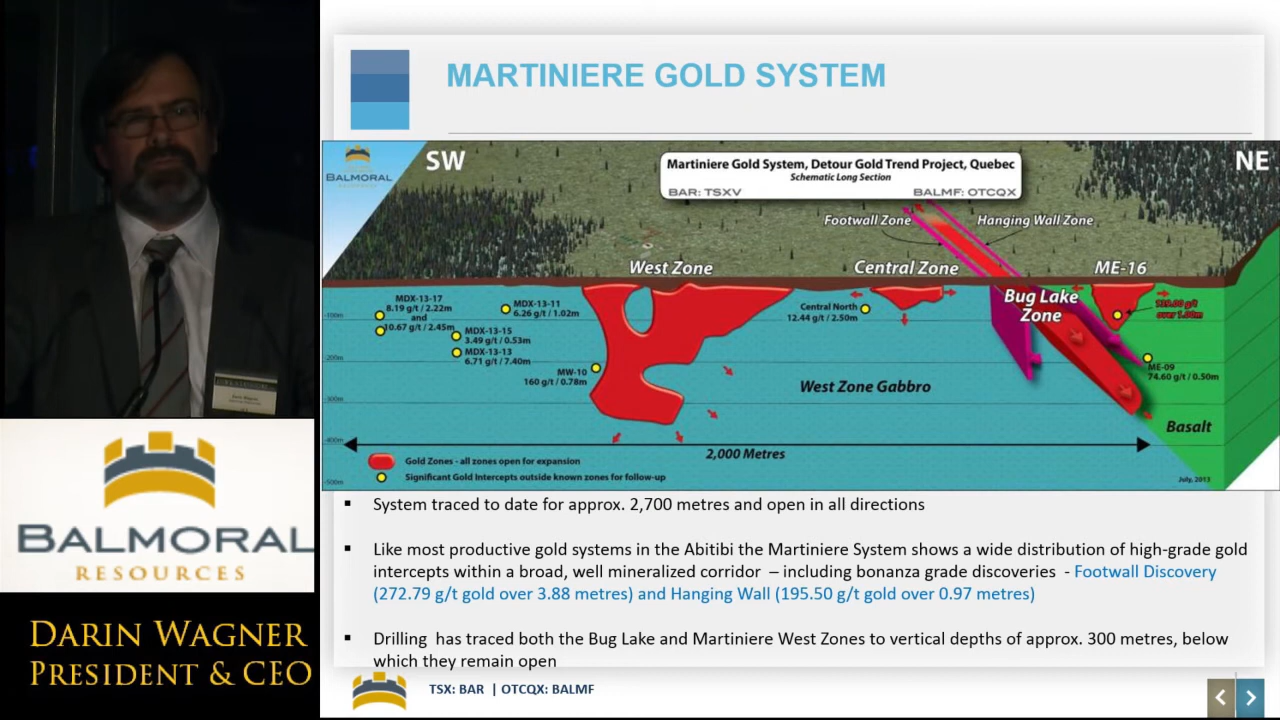 MARTINIERE GOLD SYSTEM
BALMORAL
SW
Martiniere Gold System, Detour Gold Trend Project, Quebec
Schematic Long Section
BAR: TSXV BALMF: OTCQX
NE
Footwall Zone
Hanging Wall Zone
West Zone
Central Zone
ME-16
Bug Lake
Zone
MDX-13-17
8.19 g/t / 2.22m
and
10.67 g/t / 2.45m
MDX-13-11
6.26 g/t / 1.02m
MDX-13-15
3.49 g/t / 0.53m
MDX-13-13
6.71 g/t / 7.40m
MW-10
160 g/t / 0.78m
Central North
12.44 g/t / 2.50m
over 1.00m
ME-09
74.60 g/t / 0.50m
-100m
-200m
-300m
-400m
-500m
West Zone Gabbro
Basalt
2,000 Metres
Gold Zones - all zones open for expansion
Significant Gold Intercepts outside known zones for follow-up
July, 2013
▪ System traced to date for approx. 2,700 metres and open in all directions
▪ Like most productive gold systems in the Abitibi the Martiniere System shows a wide distribution of high-grade gold
intercepts within a broad, well mineralized corridor – including bonanza grade discoveries - Footwall Discovery
(272.79 g/t gold over 3.88 metres) and Hanging Wall (195.50 g/t gold over 0.97 metres)
▪ Drilling has traced both the Bug Lake and Martiniere West Zones to vertical depths of approx. 300 metres, below
which they remain open
TSX: BAR | OTCQX: BALMF
BALMORAL
RESOURCES
DARIN WAGNER
PRESIDENT & CEO